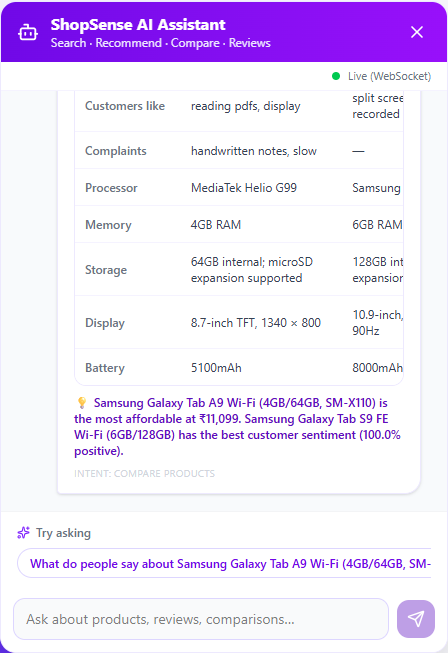 ShopSense AI Assistant
Search · Recommend · Compare · Reviews
Live (WebSocket)
Customers like reading pdfs, display split
recorded
Complaints handwritten notes, slow —
Processor MediaTek Helio G99 Samsung
Memory 4GB RAM 6GB RAM
Storage 64GB internal; microSD 128GB
expansion supported
Display 8.7-inch TFT, 1340 × 800 10.9-inch,
90Hz
Battery 5100mAh 8000mAh
💡 Samsung Galaxy Tab A9 Wi-Fi (4GB/64GB, SM-X110) is
the most affordable at ₹11,099. Samsung Galaxy Tab S9 FE
Wi-Fi (6GB/128GB) has the best customer sentiment (100.0%
positive).
INTENT: COMPARE PRODUCTS
Try asking
What do people say about Samsung Galaxy Tab A9 Wi-Fi (4GB/64GB, SM-
Ask about products, reviews, comparisons...